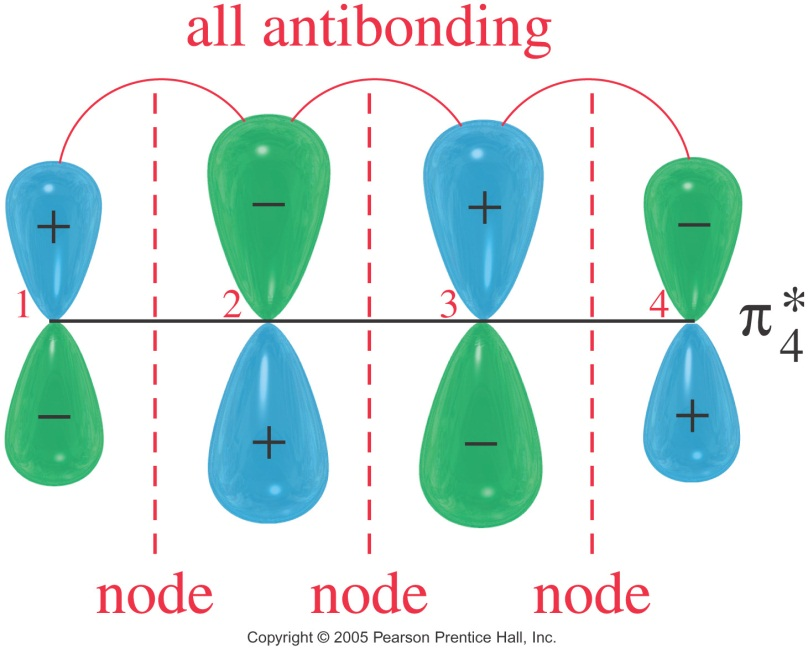 all antibonding
+ − + −
1 2 3 4 π*4
− + − +
node node node
Copyright © 2005 Pearson Prentice Hall, Inc.